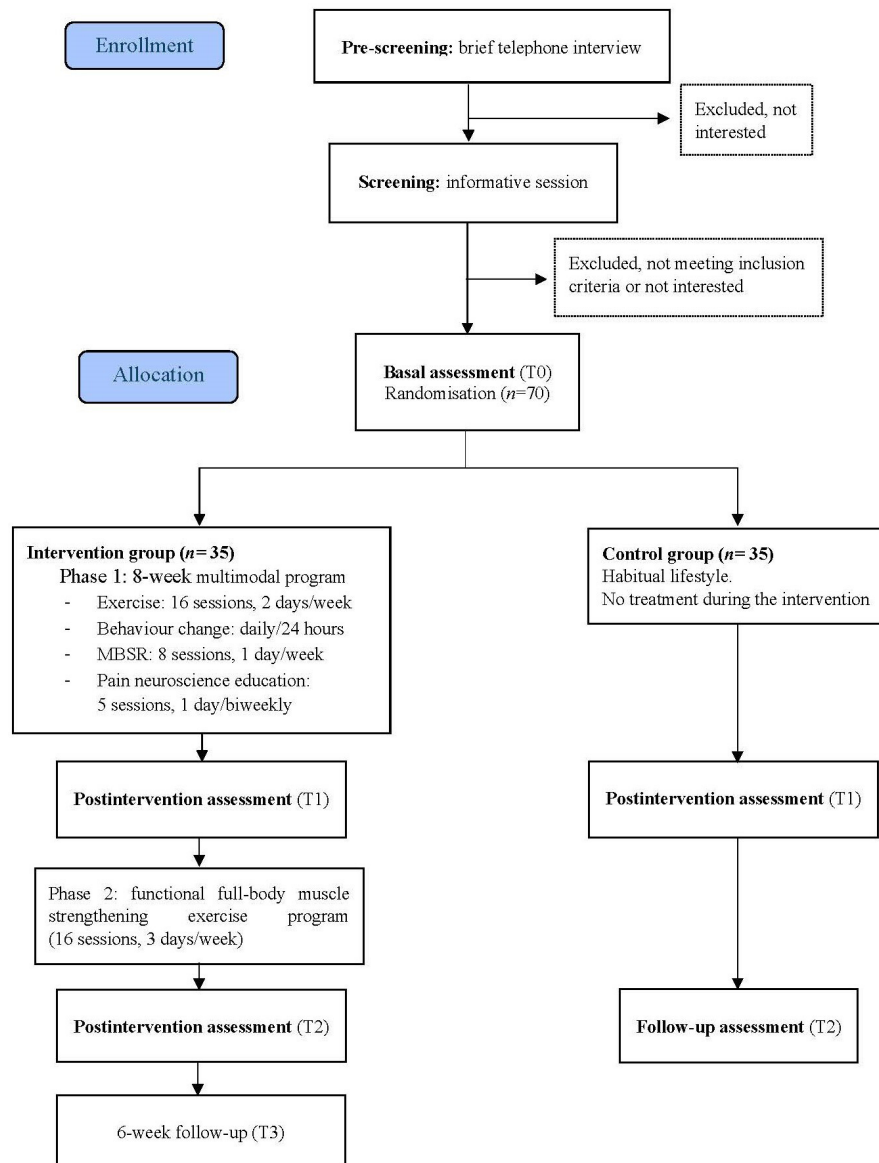 Enrollment
Pre-screening: brief telephone interview
Excluded, not
interested
Screening: informative session
Excluded, not meeting inclusion
criteria or not interested
Allocation
Basal assessment (T0)
Randomisation (n=70)
Intervention group (n= 35)
Phase 1: 8-week multimodal program
- Exercise: 16 sessions, 2 days/week
- Behaviour change: daily/24 hours
- MBSR: 8 sessions, 1 day/week
- Pain neuroscience education:
5 sessions, 1 day/biweekly
Control group (n= 35)
Habitual lifestyle.
No treatment during the intervention
Postintervention assessment (T1)
Postintervention assessment (T1)
Phase 2: functional full-body muscle
strengthening exercise program
(16 sessions, 3 days/week)
Postintervention assessment (T2)
Follow-up assessment (T2)
6-week follow-up (T3)